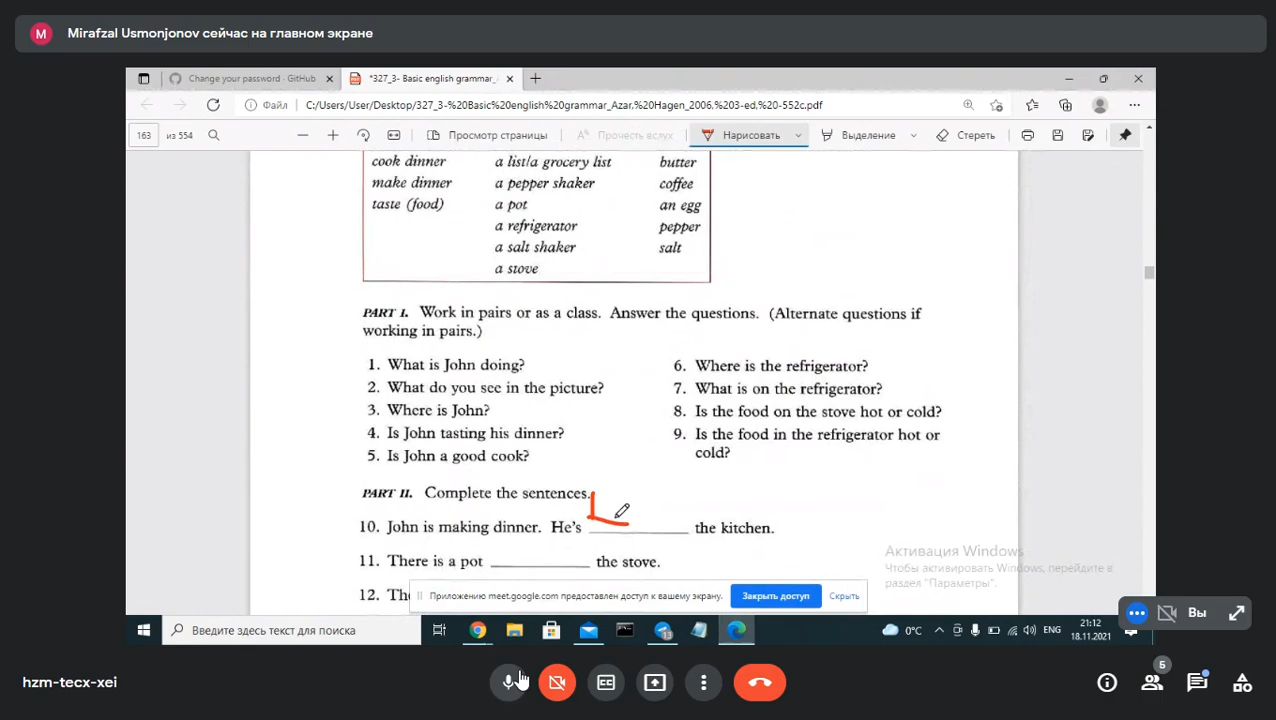 M Mirafzal Usmonjonov сейчас на главном экране
Change your password · GitHub
*327_3- Basic english grammar_
Файл C:/Users/User/Desktop/327_3-%20Basic%20english%20grammar_Azar,%20Hagen_2006.%203-ed,%20-552c.pdf
163 из 554 Просмотр страницы Прочесть вслух Нарисовать Выделение Стереть
cook dinner a list/a grocery list butter
make dinner a pepper shaker coffee
taste (food) a pot an egg
a refrigerator pepper
a salt shaker salt
a stove
PART I. Work in pairs or as a class. Answer the questions. (Alternate questions if
working in pairs.)
1. What is John doing?
2. What do you see in the picture?
3. Where is John?
4. Is John tasting his dinner?
5. Is John a good cook?
6. Where is the refrigerator?
7. What is on the refrigerator?
8. Is the food on the stove hot or cold?
9. Is the food in the refrigerator hot or
cold?
PART II. Complete the sentences.
10. John is making dinner. He's __________ the kitchen.
11. There is a pot __________ the stove.
12. The
Активация Windows
Чтобы активировать Windows, перейдите в
раздел "Параметры".
Приложению meet.google.com предоставлен доступ к вашему экрану. Закрыть доступ Скрыть
Вы
Введите здесь текст для поиска
13
0°C
ENG
21:12
18.11.2021
hzm-tecx-xei
5